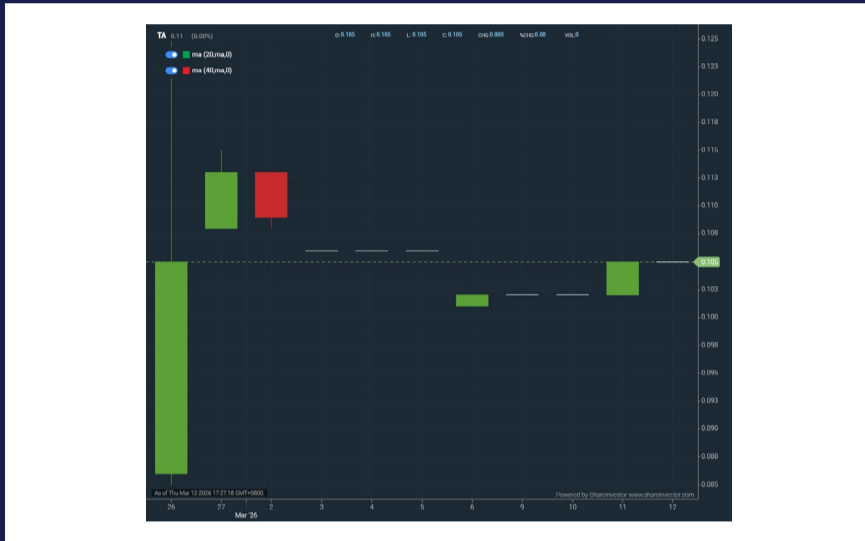 TA 0.11 (0.00%) O:0.105 H:0.105 L: 0.105 C: 0.105 CHG:0.000 %CHG:0.00 VOL:0
ma (20,ma,0)
ma (40,ma,0)
0.125
0.123
0.120
0.118
0.115
0.113
0.110
0.108
0.105
0.103
0.100
0.098
0.095
0.093
0.090
0.088
0.085
As of Thu Mar 12 2026 17:27:18 GMT+0800
Powered by ShareInvestor www.shareinvestor.com
26 27 2 3 4 5 6 9 10 11 12
Mar '26